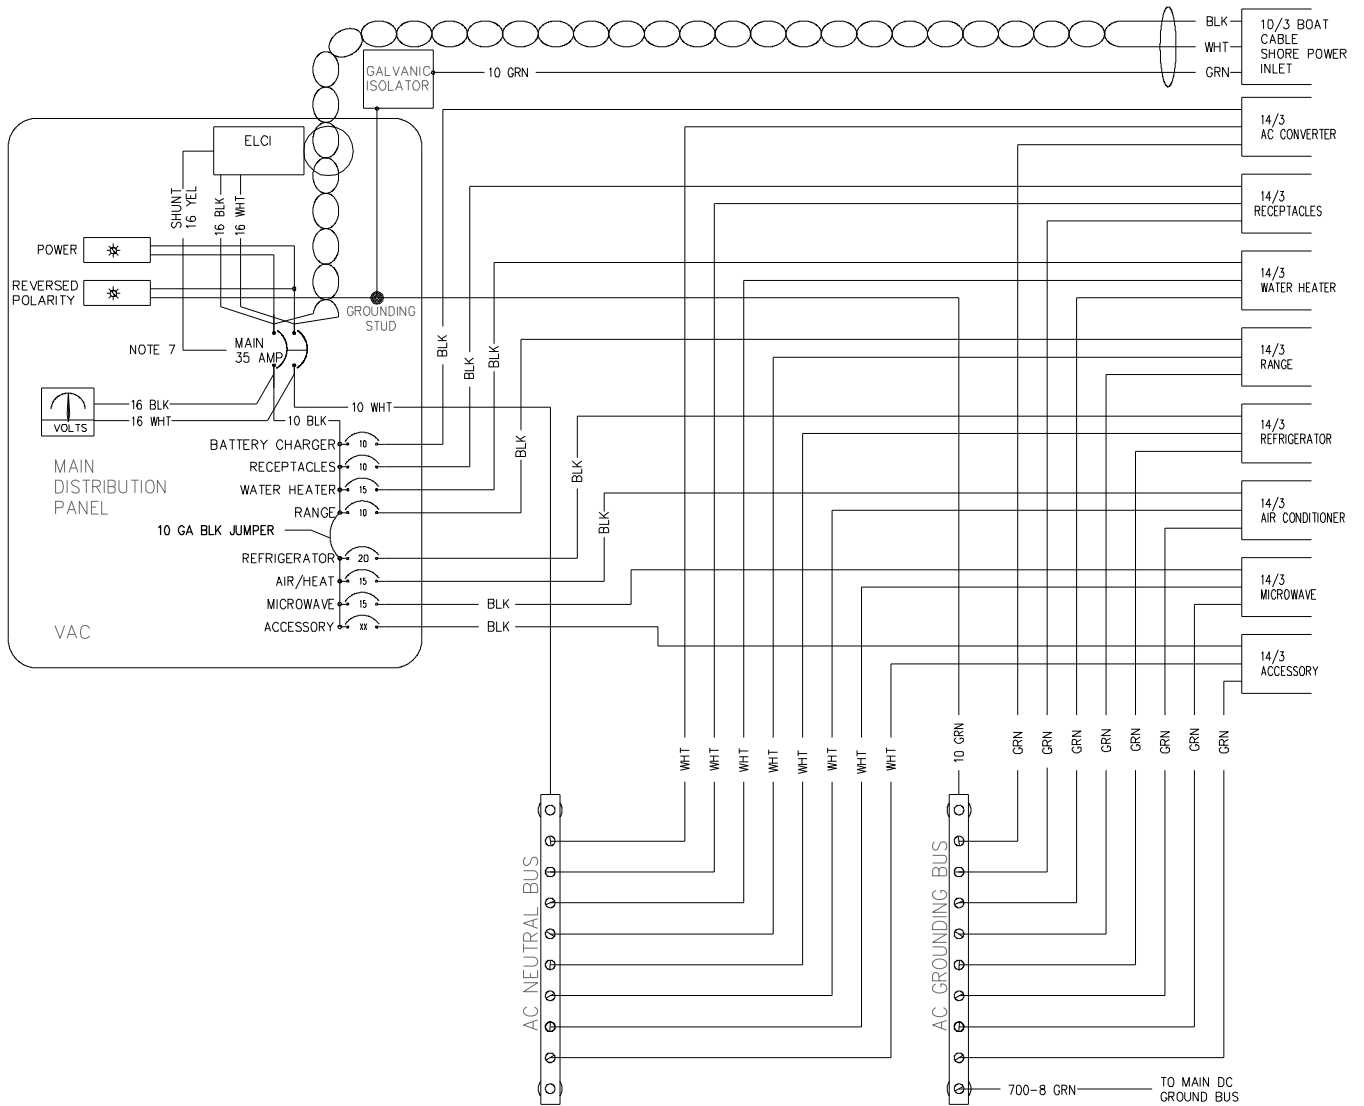 BLK
WHT
GRN
10/3 BOAT
CABLE
SHORE POWER
INLET
GALVANIC
ISOLATOR
10 GRN
14/3
AC CONVERTER
ELCI
SHUNT
16 YEL
16 BLK
16 WHT
14/3
RECEPTACLES
POWER
REVERSED
POLARITY
14/3
WATER HEATER
GROUNDING
STUD
NOTE 7
MAIN
35 AMP
BLK
BLK
BLK
14/3
RANGE
VOLTS
16 BLK
16 WHT
10 BLK
10 WHT
BLK
BLK
BLK
14/3
REFRIGERATOR
MAIN
DISTRIBUTION
PANEL
BATTERY CHARGER
10
RECEPTACLES
10
WATER HEATER
15
RANGE
10
10 GA BLK JUMPER
REFRIGERATOR
20
AIR/HEAT
15
MICROWAVE
15
BLK
ACCESSORY
XX
BLK
VAC
14/3
AIR CONDITIONER
14/3
MICROWAVE
14/3
ACCESSORY
WHT
WHT
WHT
WHT
WHT
WHT
WHT
WHT
10 GRN
GRN
GRN
GRN
GRN
GRN
GRN
GRN
GRN
AC NEUTRAL BUS
AC GROUNDING BUS
700-8 GRN
TO MAIN DC
GROUND BUS